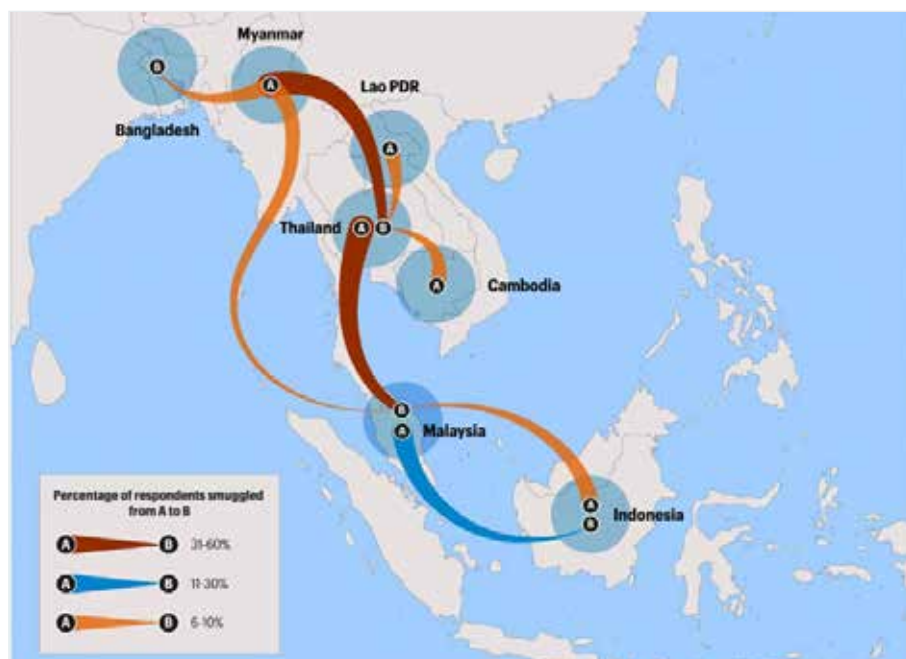 Myanmar
B
A
Lao PDR
Bangladesh
A
Thailand
A
B
A
Cambodia
B
A
Malaysia
A
B
Indonesia
Percentage of respondents smuggled
from A to B
A B 31-60%
A B 11-30%
A B 6-10%